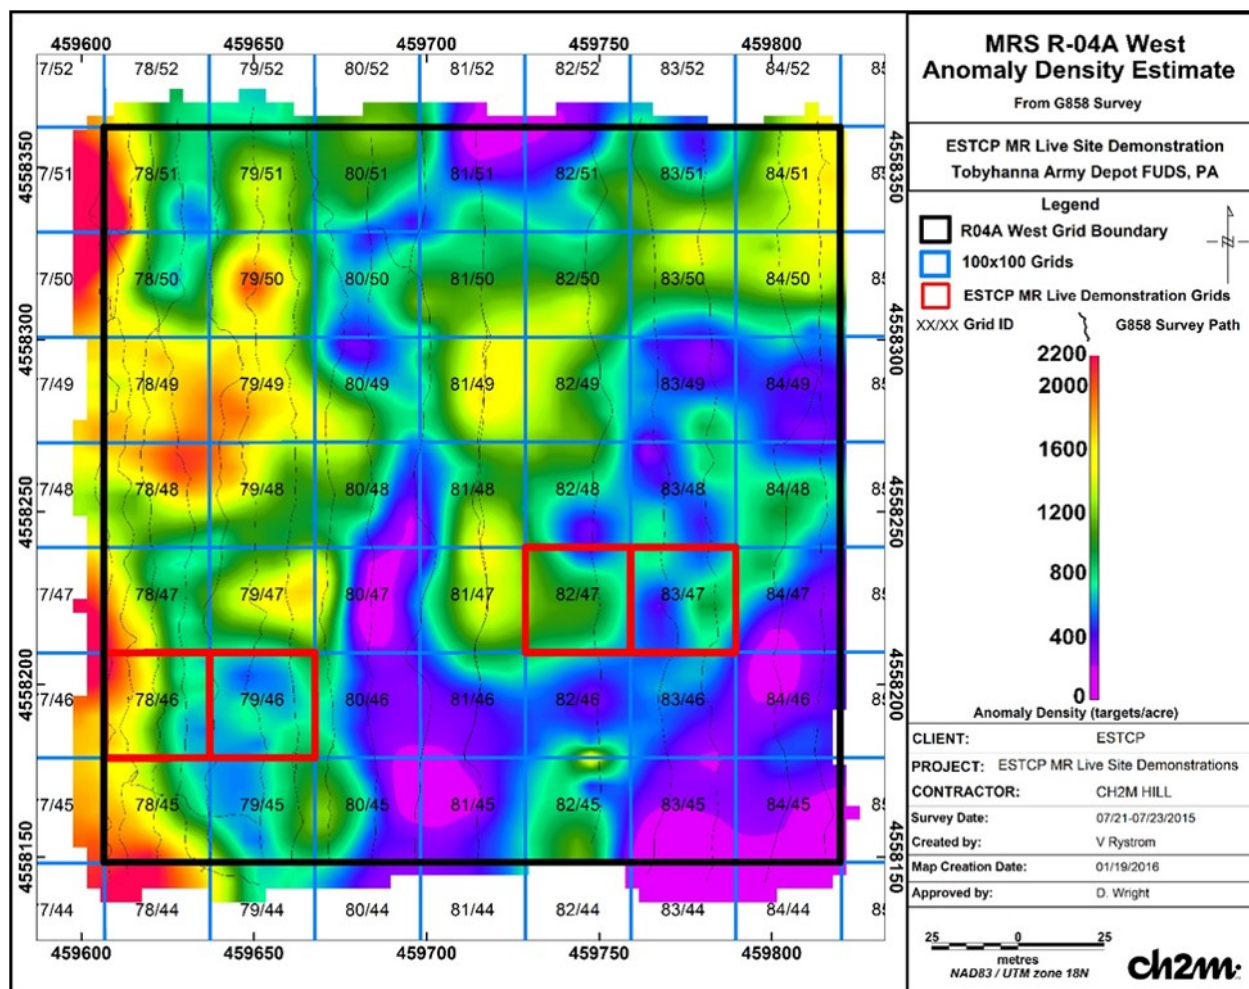 459600 459650 459700 459750 459800
7/52 78/52 79/52 80/52 81/52 82/52 83/52 84/52 85
4558350 4558350
7/51 78/51 79/51 80/51 81/51 82/51 83/51 84/51 85
7/50 78/50 79/50 80/50 81/50 82/50 83/50 84/50 85
4558300 4558300
7/49 78/49 79/49 80/49 81/49 82/49 83/49 84/49 85
7/48 78/48 79/48 80/48 81/48 82/48 83/48 84/48 85
4558250 4558250
7/47 78/47 79/47 80/47 81/47 82/47 83/47 84/47 85
4558200 4558200
7/46 78/46 79/46 80/46 81/46 82/46 83/46 84/46 85
7/45 78/45 79/45 80/45 81/45 82/45 83/45 84/45 85
4558150 4558150
7/44 78/44 79/44 80/44 81/44 82/44 83/44 84/44 85
459600 459650 459700 459750 459800
MRS R-04A West
Anomaly Density Estimate
From G858 Survey
ESTCP MR Live Site Demonstration
Tobyhanna Army Depot FUDS, PA
Legend
R04A West Grid Boundary
100x100 Grids
ESTCP MR Live Demonstration Grids
XX/XX Grid ID G858 Survey Path
N
2200
2000
1600
1200
800
400
0
Anomaly Density (targets/acre)
CLIENT: ESTCP
PROJECT: ESTCP MR Live Site Demonstrations
CONTRACTOR: CH2M HILL
Survey Date: 07/21-07/23/2015
Created by: V Rystrom
Map Creation Date: 01/19/2016
Approved by: D. Wright
25 0 25
metres
NAD83 / UTM zone 18N
ch2m